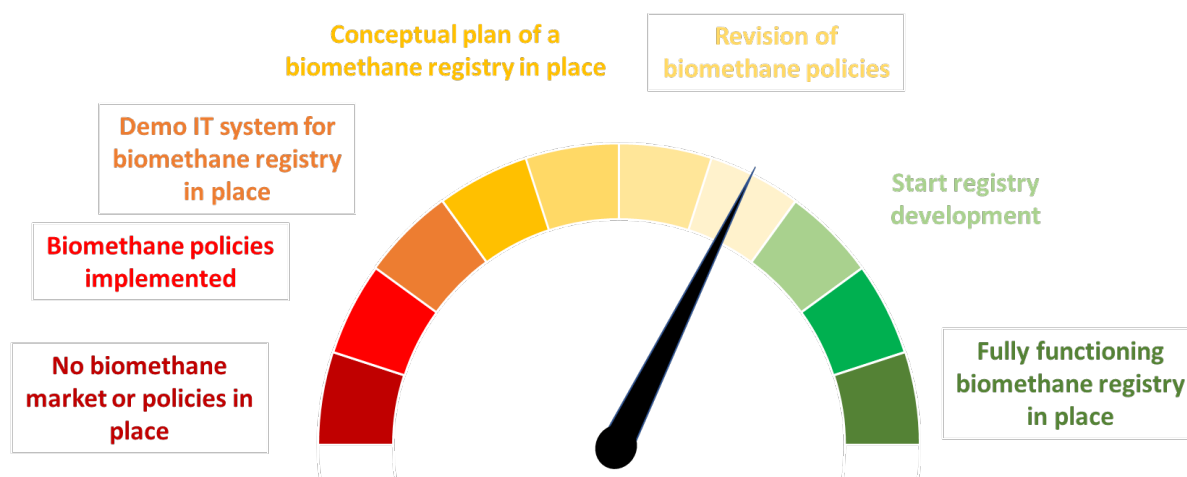 Conceptual plan of a
biomethane registry in place
Revision of
biomethane policies
Demo IT system for
biomethane registry
in place
Start registry
development
Biomethane policies
implemented
No biomethane
market or policies in
place
Fully functioning
biomethane registry
in place